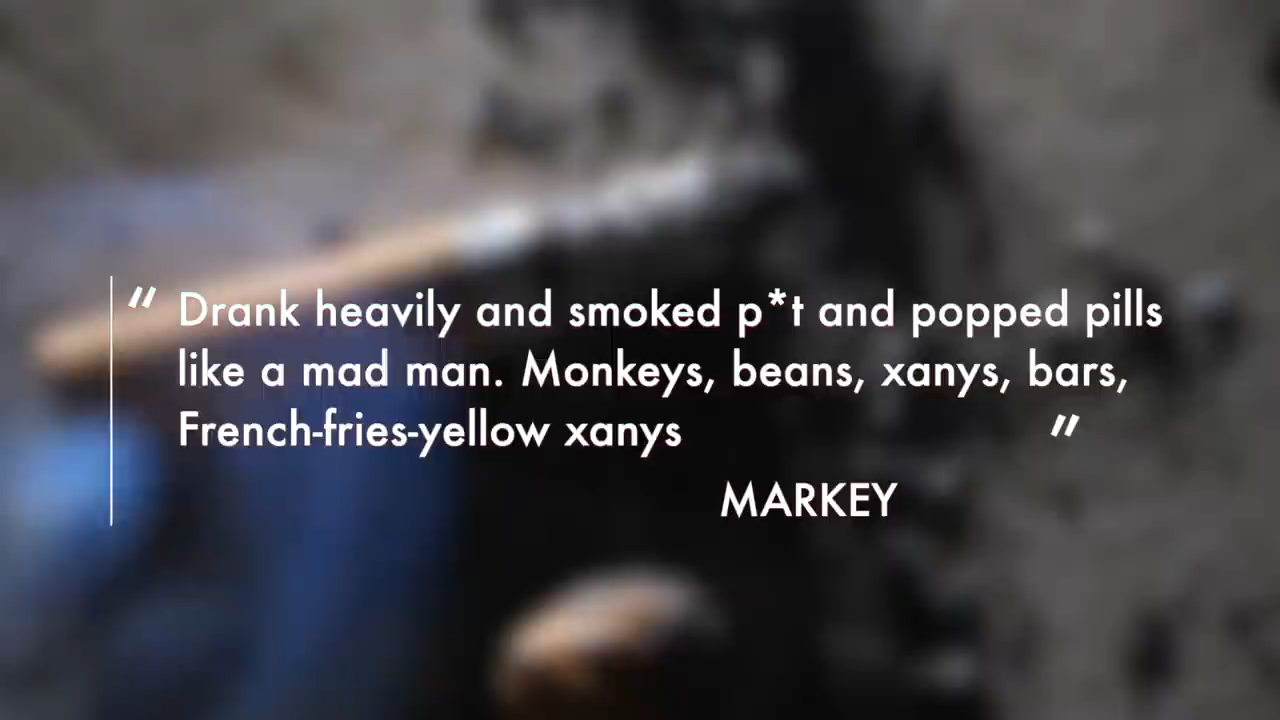 " Drank heavily and smoked p*t and popped pills
like a mad man. Monkeys, beans, xanys, bars,
French-fries-yellow xanys "
MARKEY